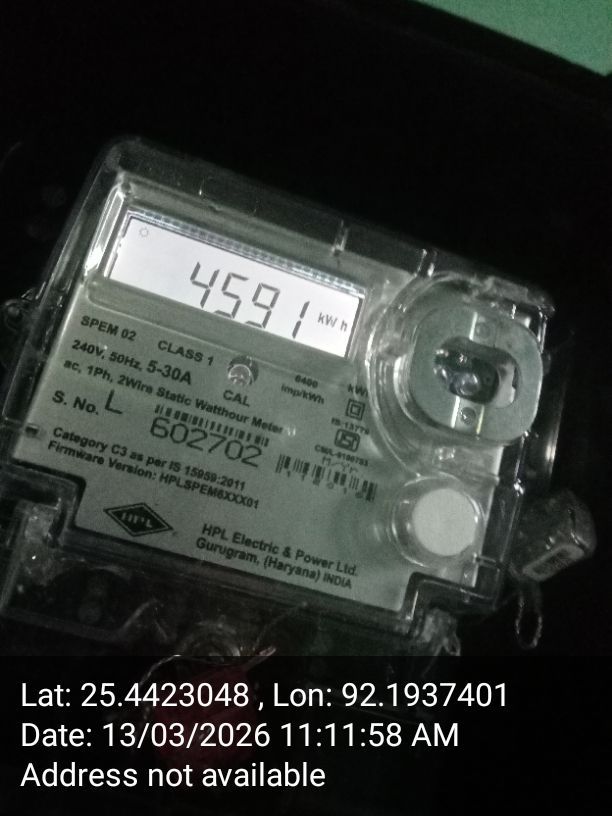 4591 kWh
SPEM 02 CLASS 1
240V, 50Hz, 5-30A
CAL
6400
imp/kWh
ac, 1Ph, 2Wire Static Watthour Meter
S. No. L
602702
IS 13779
Category C3 as per IS 15959:2011
Firmware Version: HPLSPEM6XXX01
HPL
HPL Electric & Power Ltd.
Gurugram, (Haryana) INDIA
Lat: 25.4423048 , Lon: 92.1937401
Date: 13/03/2026 11:11:58 AM
Address not available